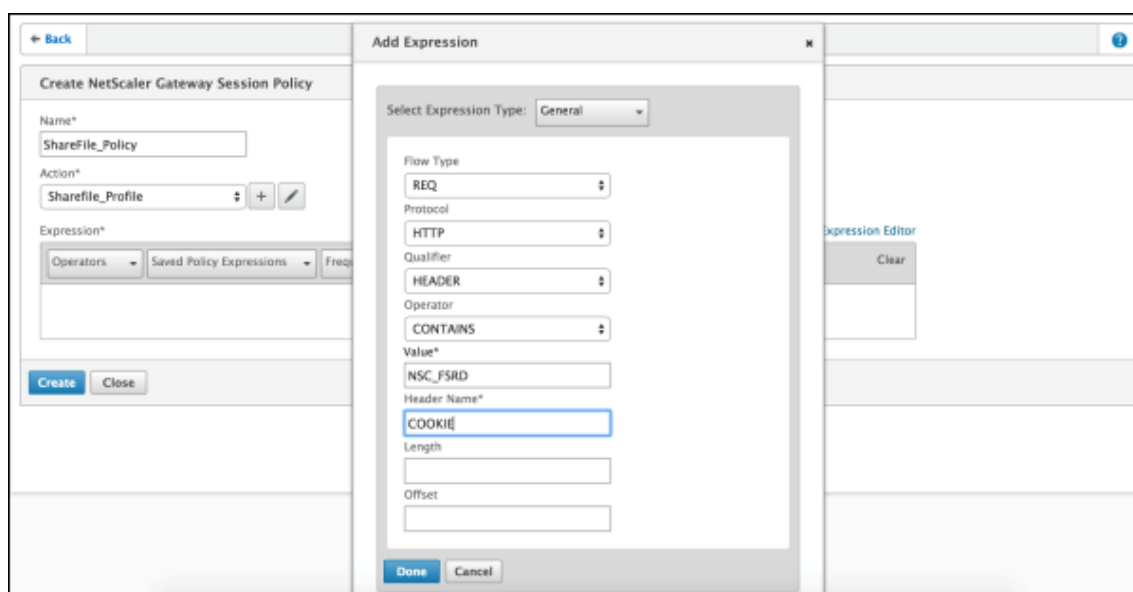 ← Back
Add Expression
Create NetScaler Gateway Session Policy
Name*
ShareFile_Policy
Action*
Sharefile_Profile
Expression*
Operators Saved Policy Expressions Frequ
Expression Editor
Clear
Create Close
Select Expression Type: General
Flow Type
REQ
Protocol
HTTP
Qualifier
HEADER
Operator
CONTAINS
Value*
NSC_FSRD
Header Name*
COOKIE
Length
Offset
Done Cancel